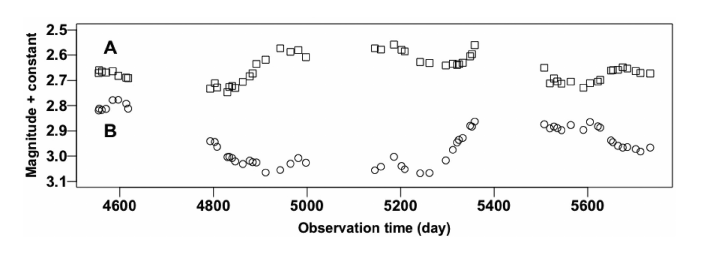 2.5
A
2.6
2.7
2.8
B
2.9
3.0
3.1
Magnitude + constant
4600 4800 5000 5200 5400 5600
Observation time (day)